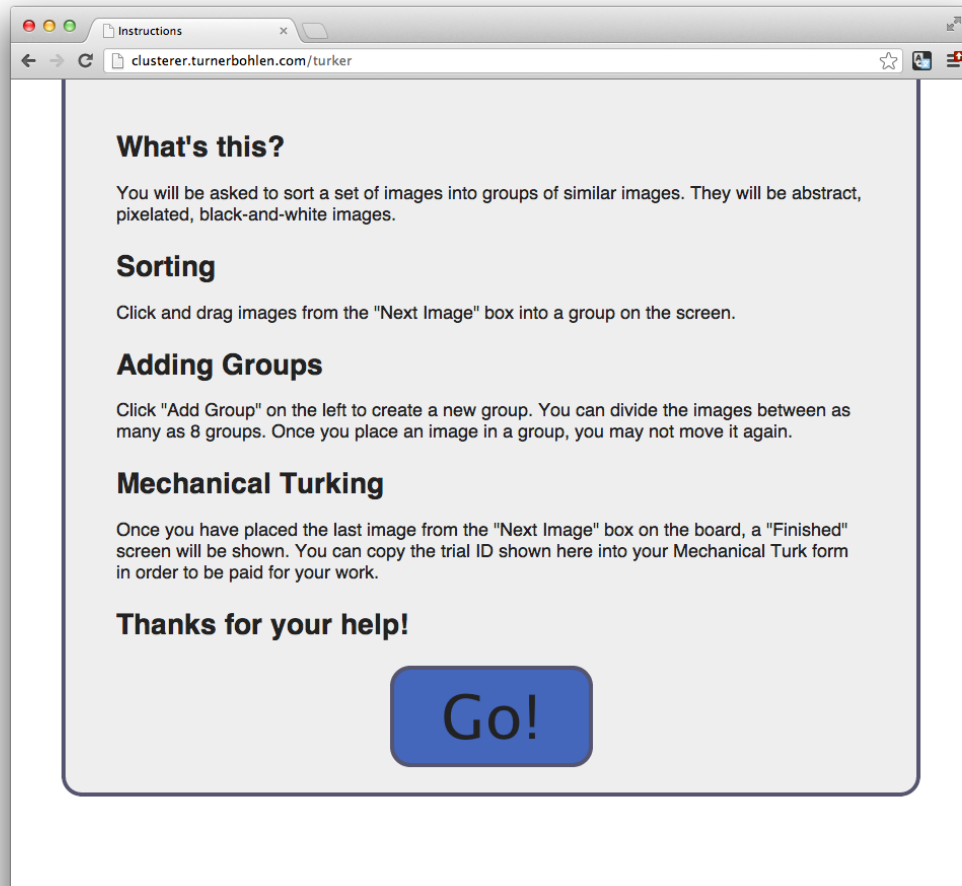 Instructions
clusterer.turnerbohlen.com/turker
What's this?
You will be asked to sort a set of images into groups of similar images. They will be abstract,
pixelated, black-and-white images.
Sorting
Click and drag images from the "Next Image" box into a group on the screen.
Adding Groups
Click "Add Group" on the left to create a new group. You can divide the images between as
many as 8 groups. Once you place an image in a group, you may not move it again.
Mechanical Turking
Once you have placed the last image from the "Next Image" box on the board, a "Finished"
screen will be shown. You can copy the trial ID shown here into your Mechanical Turk form
in order to be paid for your work.
Thanks for your help!
Go!